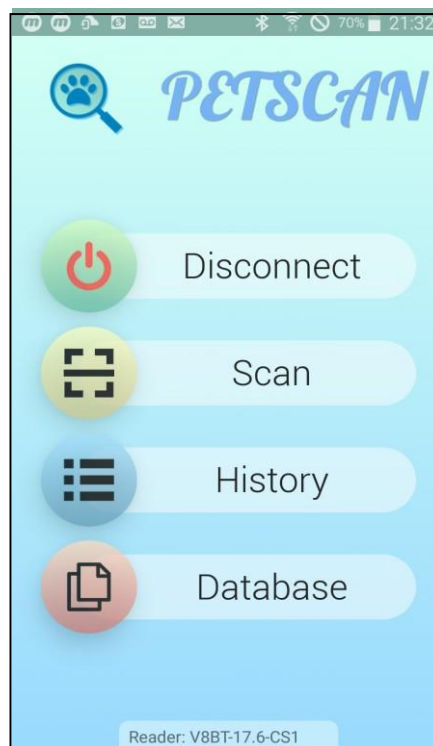 70% 21:32
PETSCAN
Disconnect
Scan
History
Database
Reader: V8BT-17.6-CS1